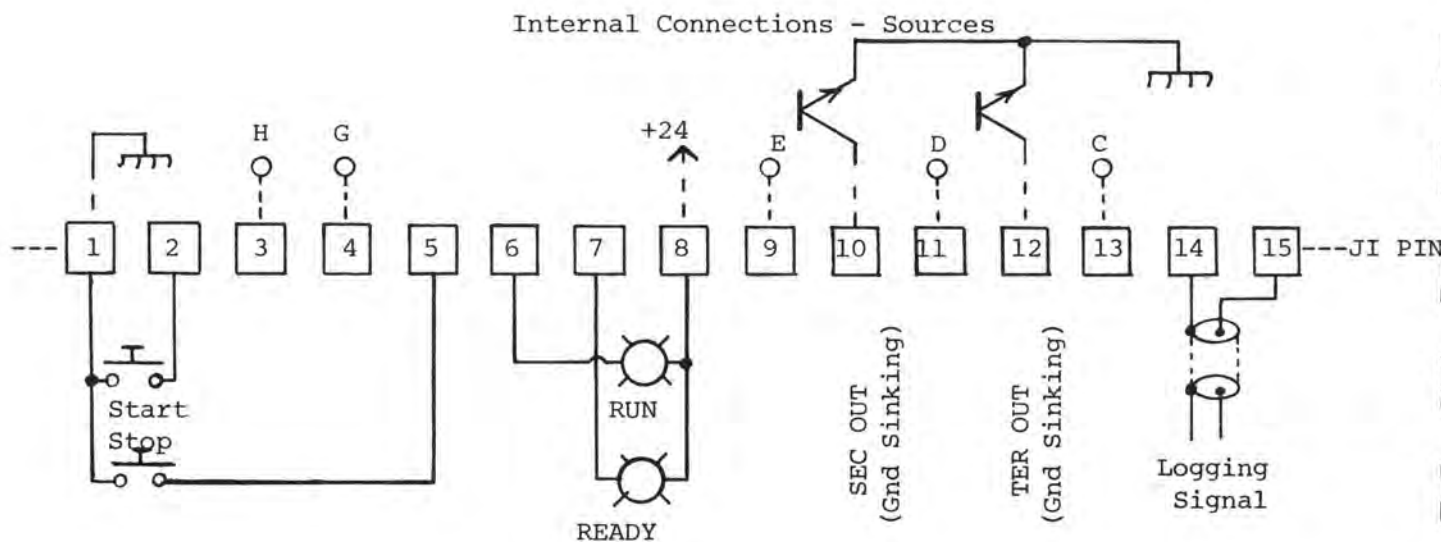 Internal Connections - Sources
H G +24 E D C
--- 1 2 3 4 5 6 7 8 9 10 11 12 13 14 15 ---JI PIN
Start
Stop
RUN
READY
SEC OUT
(Gnd Sinking)
TER OUT
(Gnd Sinking)
Logging
Signal